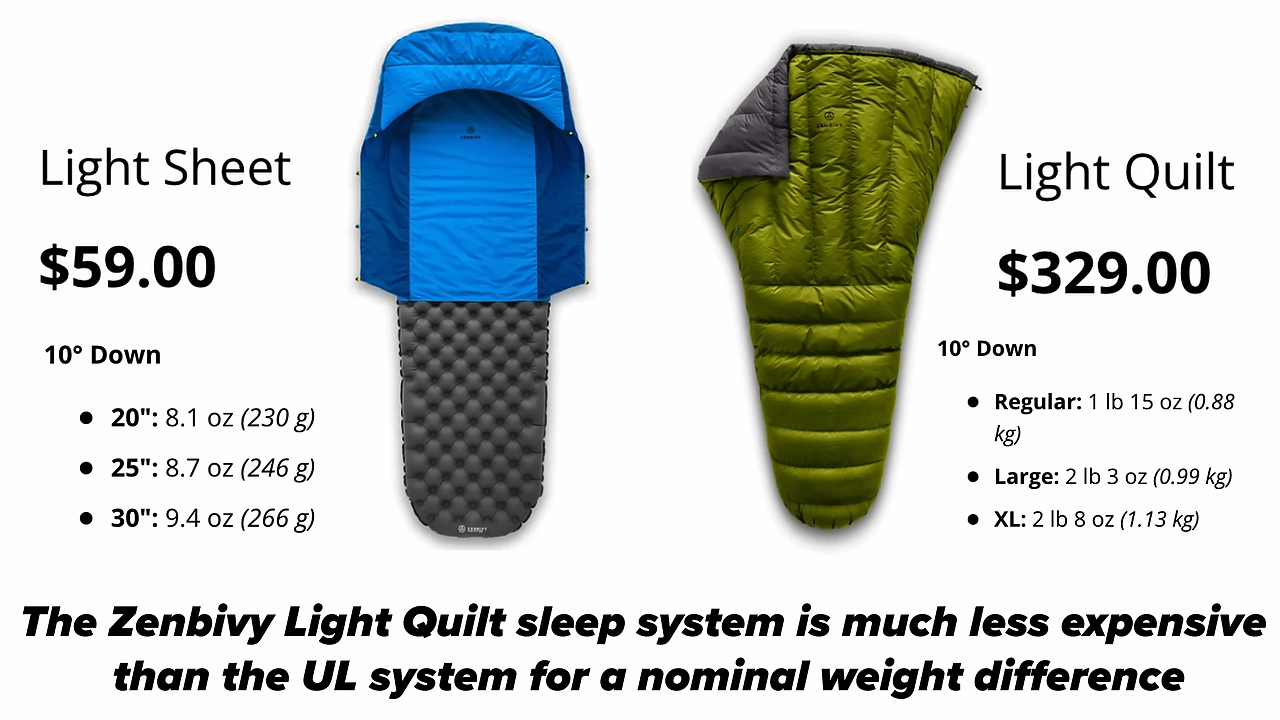 Light Sheet
$59.00
10° Down
● 20": 8.1 oz (230 g)
● 25": 8.7 oz (246 g)
● 30": 9.4 oz (266 g)
ZENBIVY
ZENBIVY
ZENBIVY
Light Quilt
$329.00
10° Down
● Regular: 1 lb 15 oz (0.88
kg)
● Large: 2 lb 3 oz (0.99 kg)
● XL: 2 lb 8 oz (1.13 kg)
The Zenbivy Light Quilt sleep system is much less expensive
than the UL system for a nominal weight difference